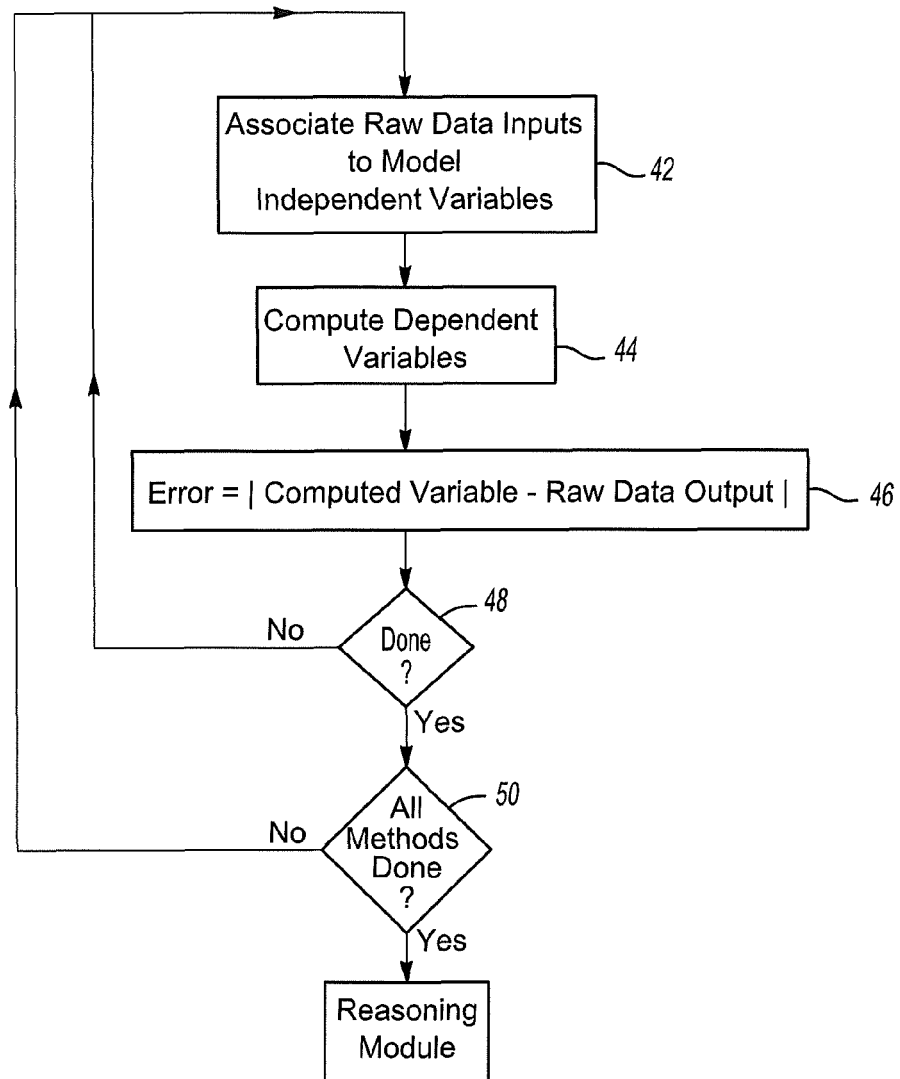 Associate Raw Data Inputs
to Model
Independent Variables
42
Compute Dependent
Variables
44
Error = | Computed Variable - Raw Data Output |
46
48
Done
?
No
Yes
50
All
Methods
Done
?
No
Yes
Reasoning
Module